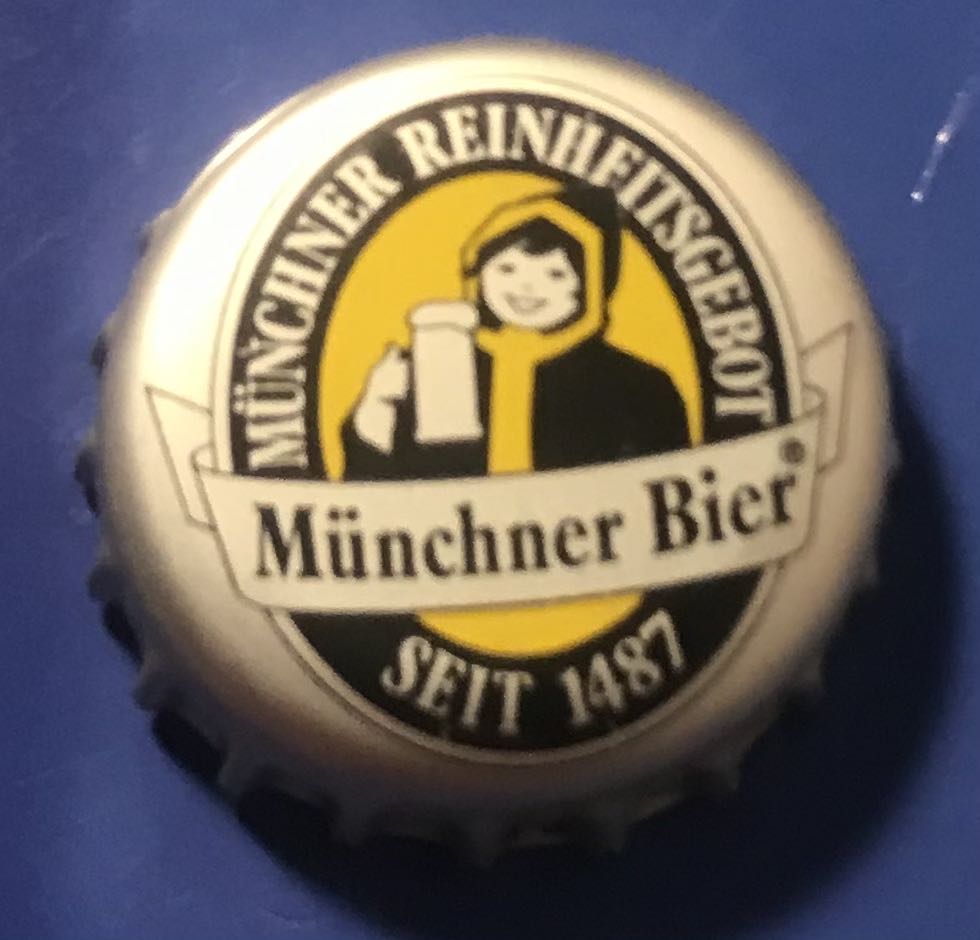 MÜNCHNER REINHEITSGEBOT
Münchner Bier®
SEIT 1487